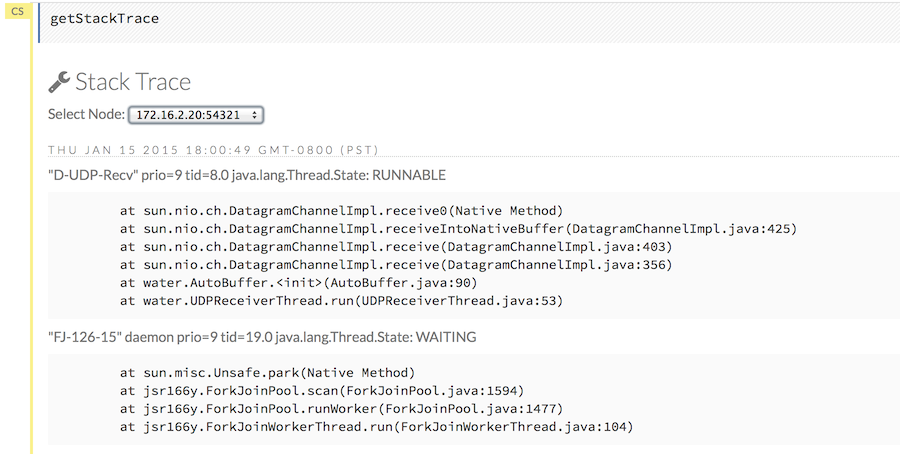 CS
getStackTrace
Stack Trace
Select Node: 172.16.2.20:54321
THU JAN 15 2015 18:00:49 GMT-0800 (PST)
"D-UDP-Recv" prio=9 tid=8.0 java.lang.Thread.State: RUNNABLE
at sun.nio.ch.DatagramChannelImpl.receive0(Native Method)
at sun.nio.ch.DatagramChannelImpl.receiveIntoNativeBuffer(DatagramChannelImpl.java:425)
at sun.nio.ch.DatagramChannelImpl.receive(DatagramChannelImpl.java:403)
at sun.nio.ch.DatagramChannelImpl.receive(DatagramChannelImpl.java:356)
at water.AutoBuffer.<init>(AutoBuffer.java:90)
at water.UDPReceiverThread.run(UDPReceiverThread.java:53)
"FJ-126-15" daemon prio=9 tid=19.0 java.lang.Thread.State: WAITING
at sun.misc.Unsafe.park(Native Method)
at jsr166y.ForkJoinPool.scan(ForkJoinPool.java:1594)
at jsr166y.ForkJoinPool.runWorker(ForkJoinPool.java:1477)
at jsr166y.ForkJoinWorkerThread.run(ForkJoinWorkerThread.java:104)